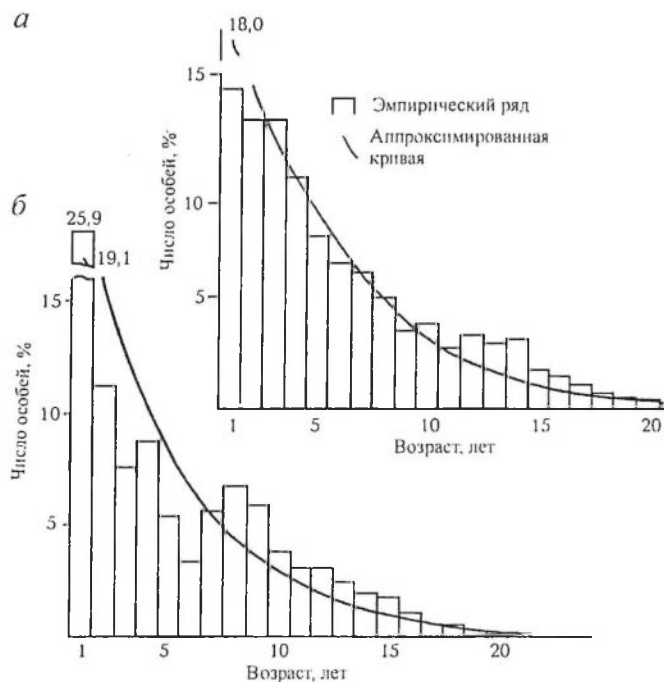 а
18,0
15
10
5
Число особей, %
Эмпирический ряд
Аппроксимированная
кривая
1 5 10 15 20
Возраст, лет
б
25,9
19,1
15
10
5
Число особей, %
1 5 10 15 20
Возраст, лет